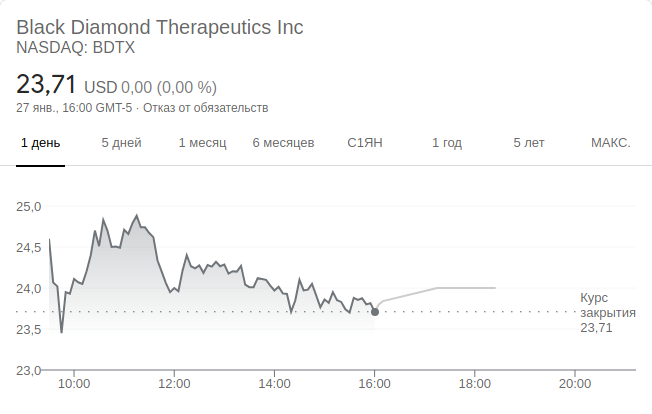 Black Diamond Therapeutics Inc
NASDAQ: BDTX
23,71 USD 0,00 (0,00 %)
27 янв., 16:00 GMT-5 · Отказ от обязательств
1 день 5 дней 1 месяц 6 месяцев С1ЯН 1 год 5 лет МАКС.
25,0
24,5
24,0
23,5
23,0
Курс
закрытия
23,71
10:00 12:00 14:00 16:00 18:00 20:00